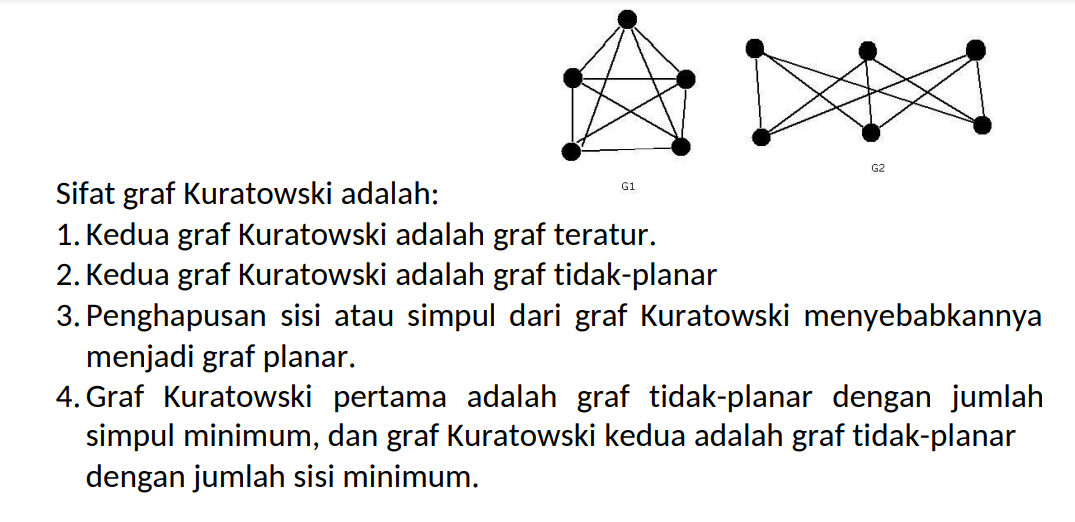 G2
G1
Sifat graf Kuratowski adalah:
1. Kedua graf Kuratowski adalah graf teratur.
2. Kedua graf Kuratowski adalah graf tidak-planar
3. Penghapusan sisi atau simpul dari graf Kuratowski menyebabkannya
menjadi graf planar.
4. Graf Kuratowski pertama adalah graf tidak-planar dengan jumlah
simpul minimum, dan graf Kuratowski kedua adalah graf tidak-planar
dengan jumlah sisi minimum.